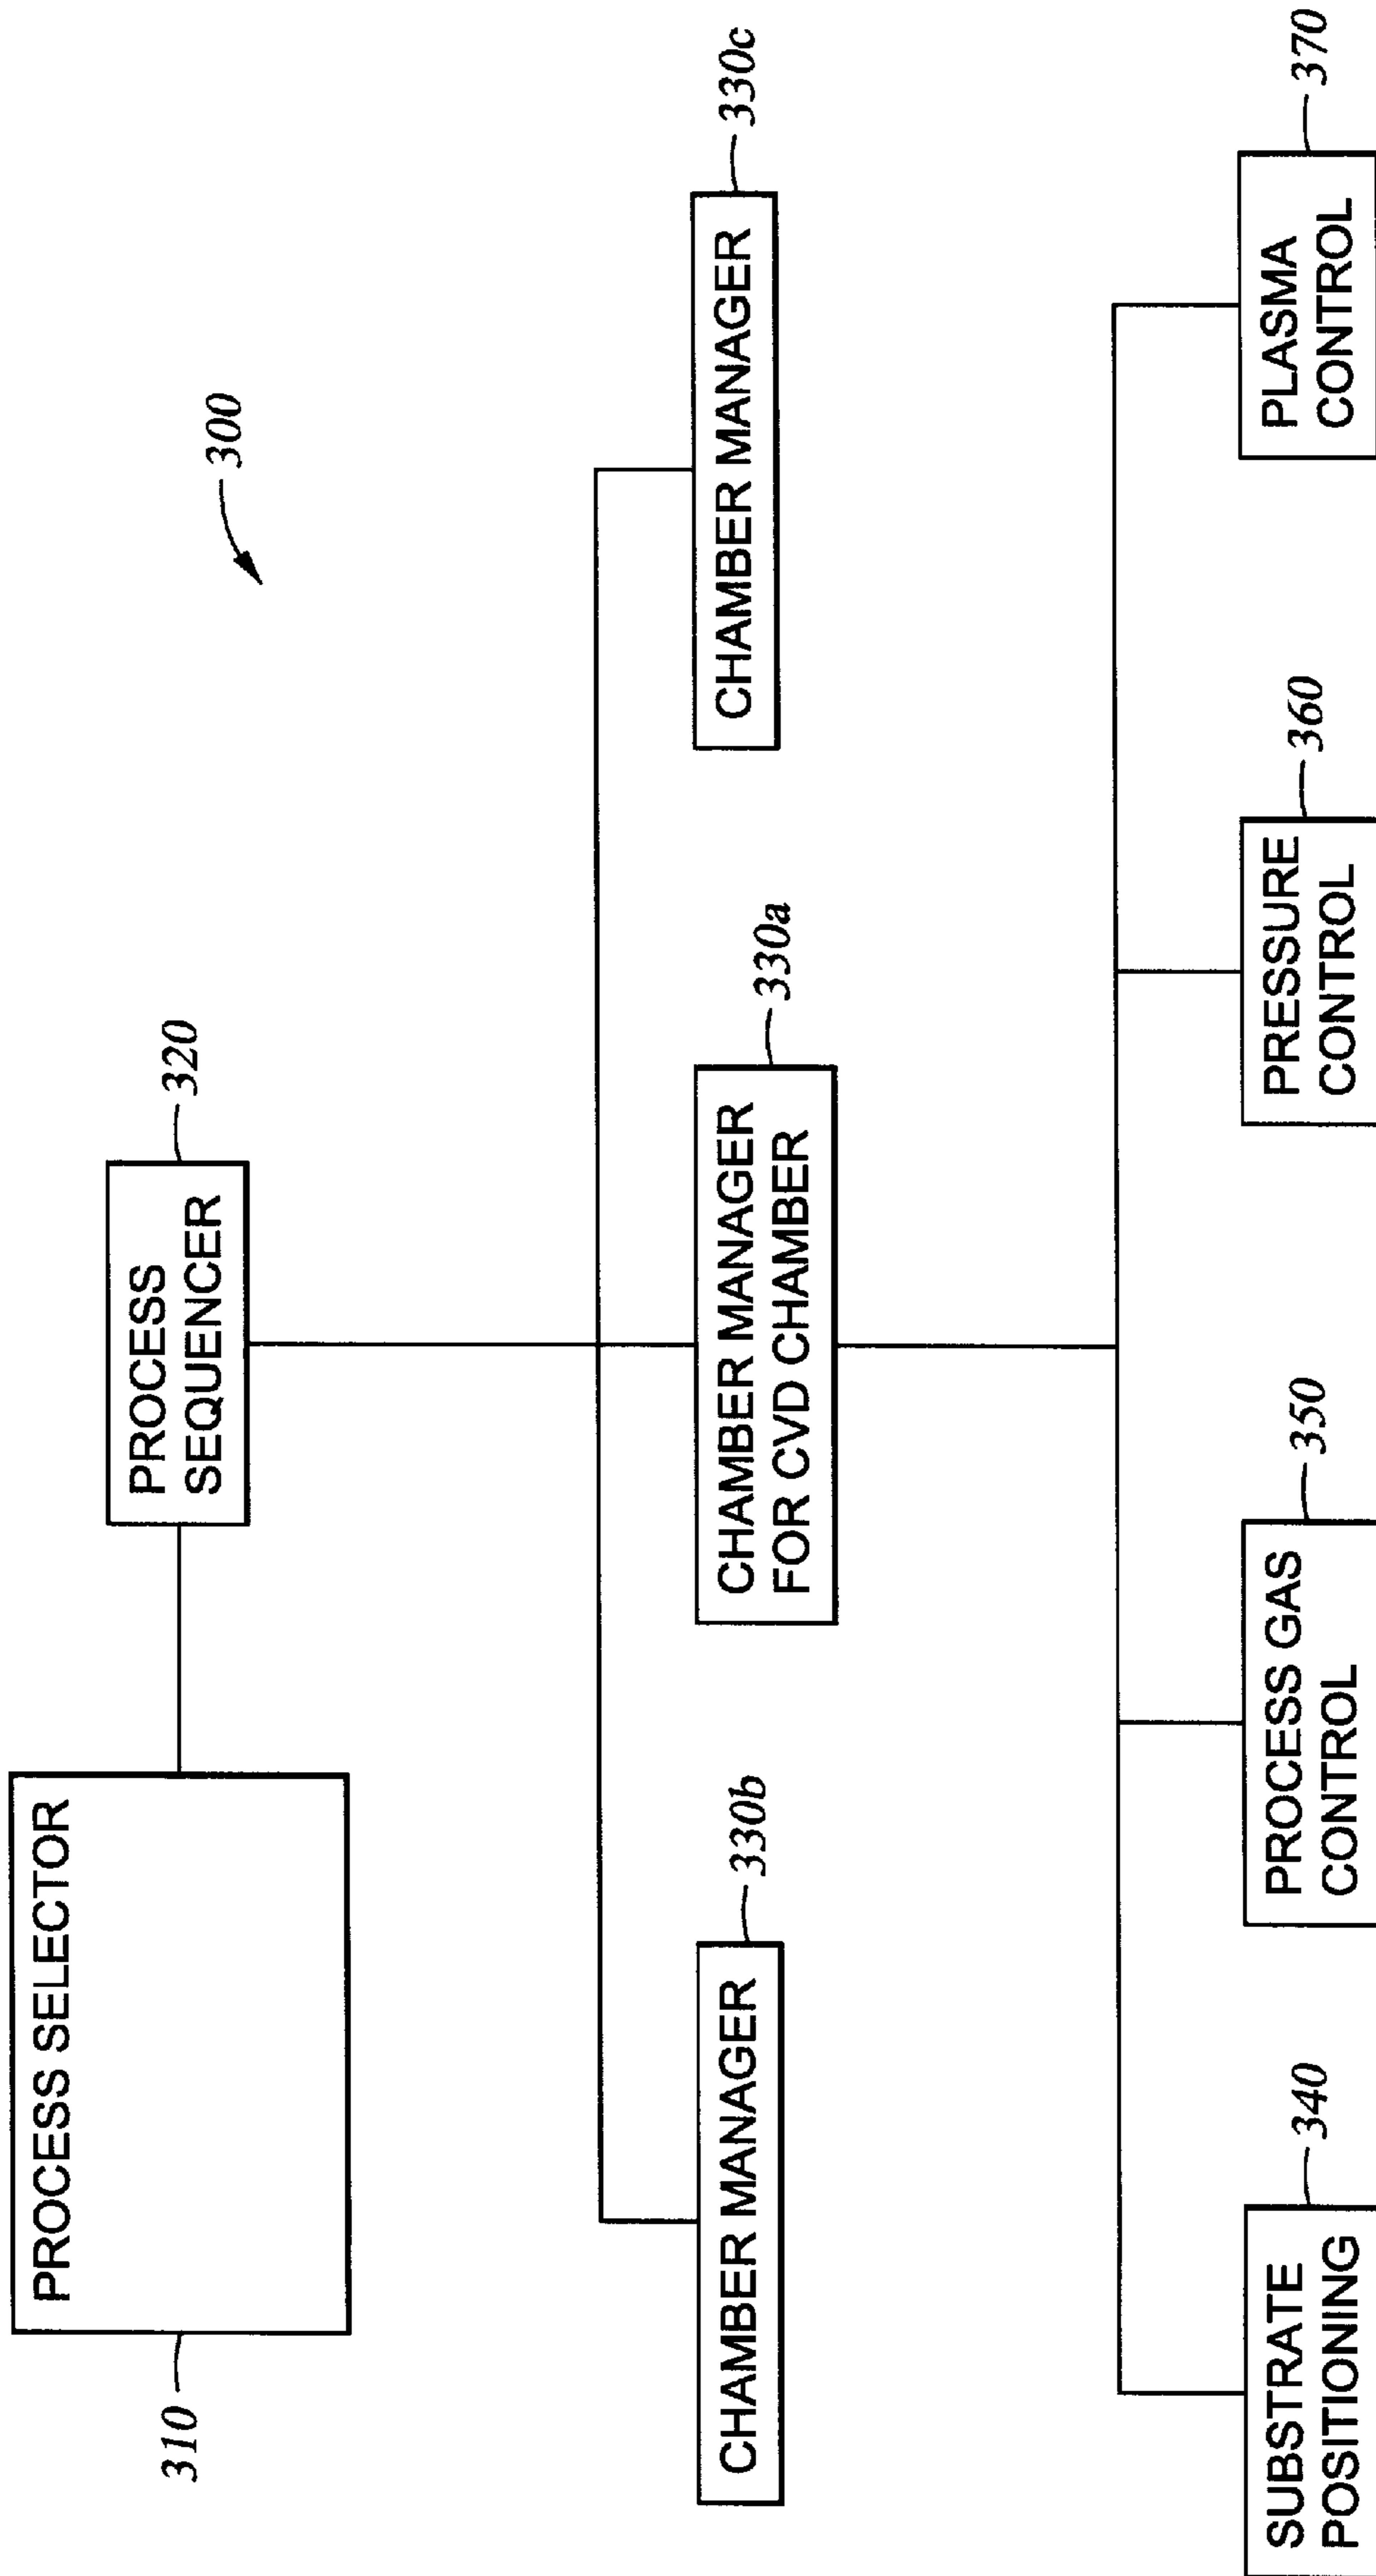 300
310
PROCESS SELECTOR
320
PROCESS
SEQUENCER
330b
CHAMBER MANAGER
330a
CHAMBER MANAGER
FOR CVD CHAMBER
330c
CHAMBER MANAGER
340
SUBSTRATE
POSITIONING
350
PROCESS GAS
CONTROL
360
PRESSURE
CONTROL
370
PLASMA
CONTROL